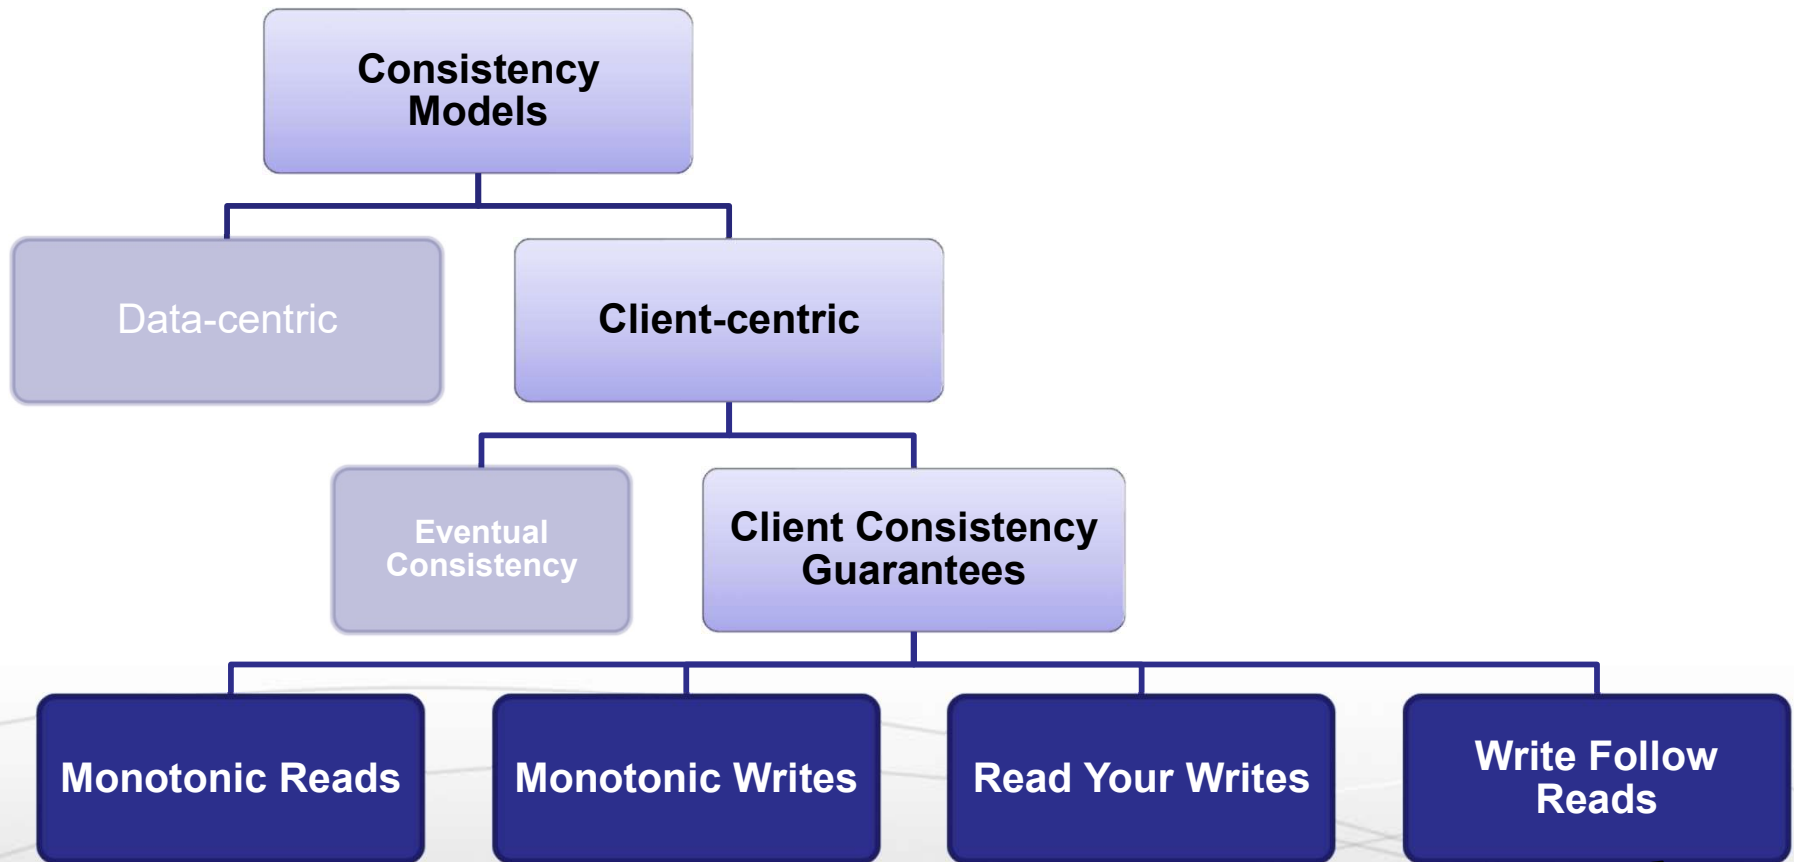 Consistency
Models
Data-centric
Client-centric
Eventual
Consistency
Client Consistency
Guarantees
Monotonic Reads
Monotonic Writes
Read Your Writes
Write Follow
Reads